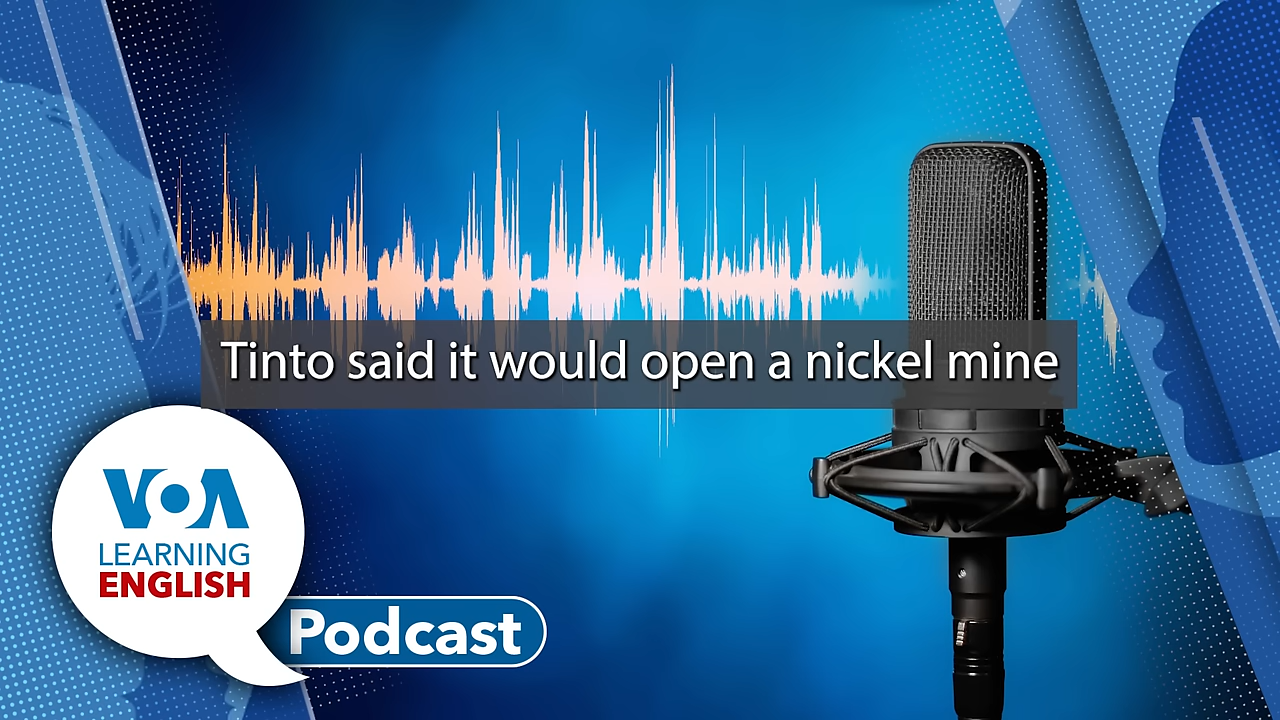 Tinto said it would open a nickel mine
VOA
LEARNING
ENGLISH
Podcast